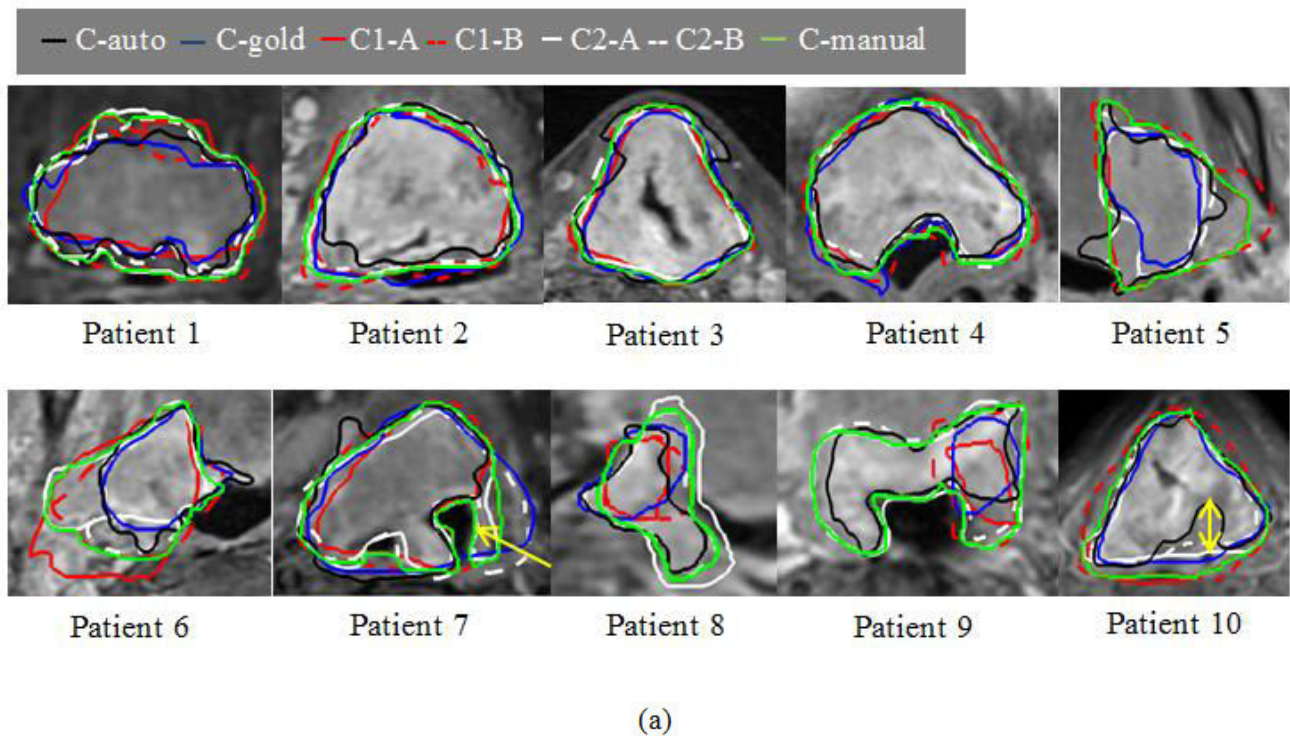 C-auto C-gold C1-A C1-B C2-A C2-B C-manual
Patient 1 Patient 2 Patient 3 Patient 4 Patient 5
Patient 6 Patient 7 Patient 8 Patient 9 Patient 10
(a)